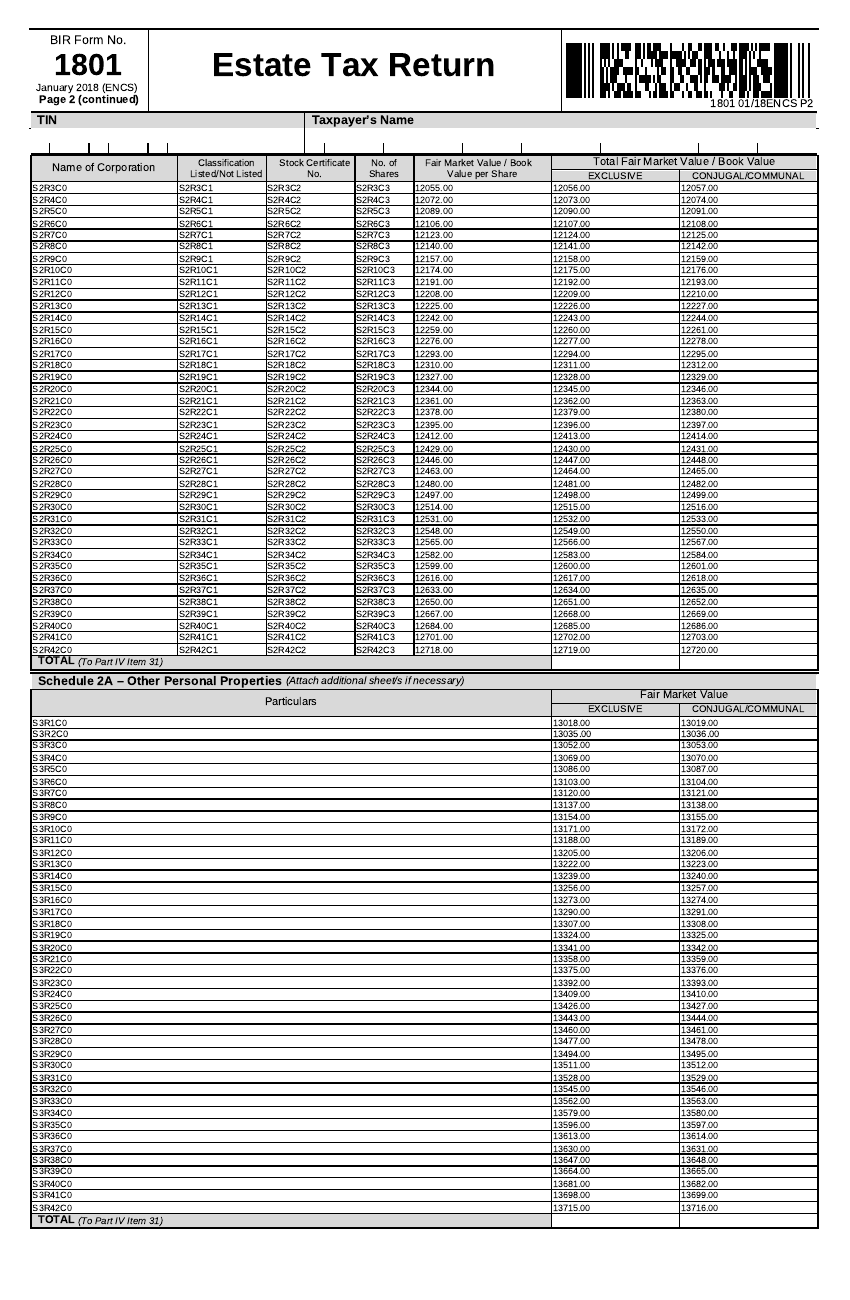 BIR Form No.
1801
January 2018 (ENCS)
Page 2 (continued)
Estate Tax Return
1801 01/18ENCS P2
TIN Taxpayer's Name
Name of Corporation Classification Listed/Not Listed Stock Certificate No. No. of Shares Fair Market Value / Book Value per Share Total Fair Market Value / Book Value
EXCLUSIVE CONJUGAL/COMMUNAL
S2R3C0 S2R3C1 S2R3C2 S2R3C3 12055.00 12056.00 12057.00
S2R4C0 S2R4C1 S2R4C2 S2R4C3 12072.00 12073.00 12074.00
S2R5C0 S2R5C1 S2R5C2 S2R5C3 12089.00 12090.00 12091.00
S2R6C0 S2R6C1 S2R6C2 S2R6C3 12106.00 12107.00 12108.00
S2R7C0 S2R7C1 S2R7C2 S2R7C3 12123.00 12124.00 12125.00
S2R8C0 S2R8C1 S2R8C2 S2R8C3 12140.00 12141.00 12142.00
S2R9C0 S2R9C1 S2R9C2 S2R9C3 12157.00 12158.00 12159.00
S2R10C0 S2R10C1 S2R10C2 S2R10C3 12174.00 12175.00 12176.00
S2R11C0 S2R11C1 S2R11C2 S2R11C3 12191.00 12192.00 12193.00
S2R12C0 S2R12C1 S2R12C2 S2R12C3 12208.00 12209.00 12210.00
S2R13C0 S2R13C1 S2R13C2 S2R13C3 12225.00 12226.00 12227.00
S2R14C0 S2R14C1 S2R14C2 S2R14C3 12242.00 12243.00 12244.00
S2R15C0 S2R15C1 S2R15C2 S2R15C3 12259.00 12260.00 12261.00
S2R16C0 S2R16C1 S2R16C2 S2R16C3 12276.00 12277.00 12278.00
S2R17C0 S2R17C1 S2R17C2 S2R17C3 12293.00 12294.00 12295.00
S2R18C0 S2R18C1 S2R18C2 S2R18C3 12310.00 12311.00 12312.00
S2R19C0 S2R19C1 S2R19C2 S2R19C3 12327.00 12328.00 12329.00
S2R20C0 S2R20C1 S2R20C2 S2R20C3 12344.00 12345.00 12346.00
S2R21C0 S2R21C1 S2R21C2 S2R21C3 12361.00 12362.00 12363.00
S2R22C0 S2R22C1 S2R22C2 S2R22C3 12378.00 12379.00 12380.00
S2R23C0 S2R23C1 S2R23C2 S2R23C3 12395.00 12396.00 12397.00
S2R24C0 S2R24C1 S2R24C2 S2R24C3 12412.00 12413.00 12414.00
S2R25C0 S2R25C1 S2R25C2 S2R25C3 12429.00 12430.00 12431.00
S2R26C0 S2R26C1 S2R26C2 S2R26C3 12446.00 12447.00 12448.00
S2R27C0 S2R27C1 S2R27C2 S2R27C3 12463.00 12464.00 12465.00
S2R28C0 S2R28C1 S2R28C2 S2R28C3 12480.00 12481.00 12482.00
S2R29C0 S2R29C1 S2R29C2 S2R29C3 12497.00 12498.00 12499.00
S2R30C0 S2R30C1 S2R30C2 S2R30C3 12514.00 12515.00 12516.00
S2R31C0 S2R31C1 S2R31C2 S2R31C3 12531.00 12532.00 12533.00
S2R32C0 S2R32C1 S2R32C2 S2R32C3 12548.00 12549.00 12550.00
S2R33C0 S2R33C1 S2R33C2 S2R33C3 12565.00 12566.00 12567.00
S2R34C0 S2R34C1 S2R34C2 S2R34C3 12582.00 12583.00 12584.00
S2R35C0 S2R35C1 S2R35C2 S2R35C3 12599.00 12600.00 12601.00
S2R36C0 S2R36C1 S2R36C2 S2R36C3 12616.00 12617.00 12618.00
S2R37C0 S2R37C1 S2R37C2 S2R37C3 12633.00 12634.00 12635.00
S2R38C0 S2R38C1 S2R38C2 S2R38C3 12650.00 12651.00 12652.00
S2R39C0 S2R39C1 S2R39C2 S2R39C3 12667.00 12668.00 12669.00
S2R40C0 S2R40C1 S2R40C2 S2R40C3 12684.00 12685.00 12686.00
S2R41C0 S2R41C1 S2R41C2 S2R41C3 12701.00 12702.00 12703.00
S2R42C0 S2R42C1 S2R42C2 S2R42C3 12718.00 12719.00 12720.00
TOTAL (To Part IV Item 31)
Schedule 2A – Other Personal Properties (Attach additional sheet/s if necessary)
Particulars Fair Market Value
EXCLUSIVE CONJUGAL/COMMUNAL
S3R1C0 13018.00 13019.00
S3R2C0 13035.00 13036.00
S3R3C0 13052.00 13053.00
S3R4C0 13069.00 13070.00
S3R5C0 13086.00 13087.00
S3R6C0 13103.00 13104.00
S3R7C0 13120.00 13121.00
S3R8C0 13137.00 13138.00
S3R9C0 13154.00 13155.00
S3R10C0 13171.00 13172.00
S3R11C0 13188.00 13189.00
S3R12C0 13205.00 13206.00
S3R13C0 13222.00 13223.00
S3R14C0 13239.00 13240.00
S3R15C0 13256.00 13257.00
S3R16C0 13273.00 13274.00
S3R17C0 13290.00 13291.00
S3R18C0 13307.00 13308.00
S3R19C0 13324.00 13325.00
S3R20C0 13341.00 13342.00
S3R21C0 13358.00 13359.00
S3R22C0 13375.00 13376.00
S3R23C0 13392.00 13393.00
S3R24C0 13409.00 13410.00
S3R25C0 13426.00 13427.00
S3R26C0 13443.00 13444.00
S3R27C0 13460.00 13461.00
S3R28C0 13477.00 13478.00
S3R29C0 13494.00 13495.00
S3R30C0 13511.00 13512.00
S3R31C0 13528.00 13529.00
S3R32C0 13545.00 13546.00
S3R33C0 13562.00 13563.00
S3R34C0 13579.00 13580.00
S3R35C0 13596.00 13597.00
S3R36C0 13613.00 13614.00
S3R37C0 13630.00 13631.00
S3R38C0 13647.00 13648.00
S3R39C0 13664.00 13665.00
S3R40C0 13681.00 13682.00
S3R41C0 13698.00 13699.00
S3R42C0 13715.00 13716.00
TOTAL (To Part IV Item 31)